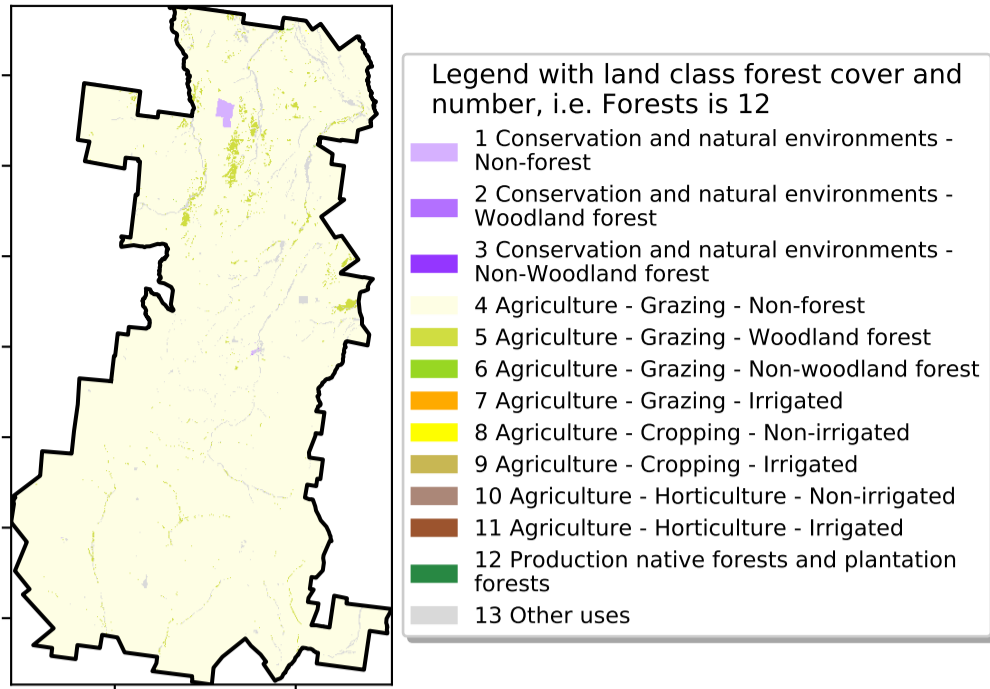 Legend with land class forest cover and
number, i.e. Forests is 12
1 Conservation and natural environments -
Non-forest
2 Conservation and natural environments -
Woodland forest
3 Conservation and natural environments -
Non-Woodland forest
4 Agriculture - Grazing - Non-forest
5 Agriculture - Grazing - Woodland forest
6 Agriculture - Grazing - Non-woodland forest
7 Agriculture - Grazing - Irrigated
8 Agriculture - Cropping - Non-irrigated
9 Agriculture - Cropping - Irrigated
10 Agriculture - Horticulture - Non-irrigated
11 Agriculture - Horticulture - Irrigated
12 Production native forests and plantation
forests
13 Other uses